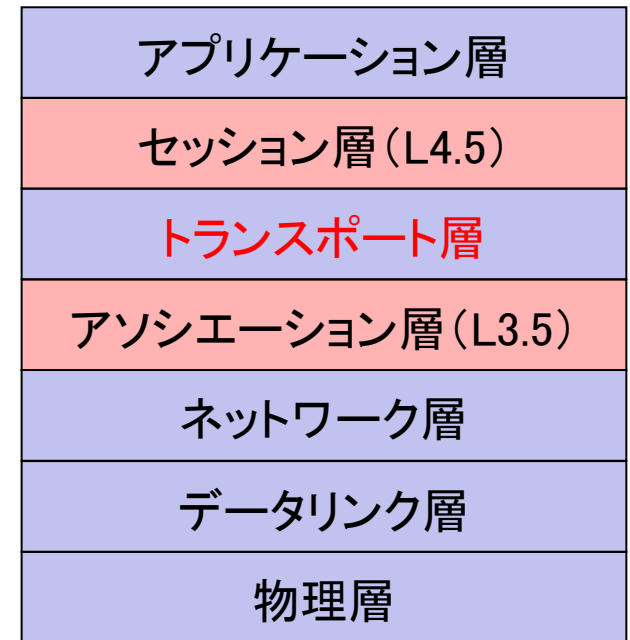 アプリケーション層
セッション層(L4.5)
トランスポート層
アソシエーション層(L3.5)
ネットワーク層
データリンク層
物理層